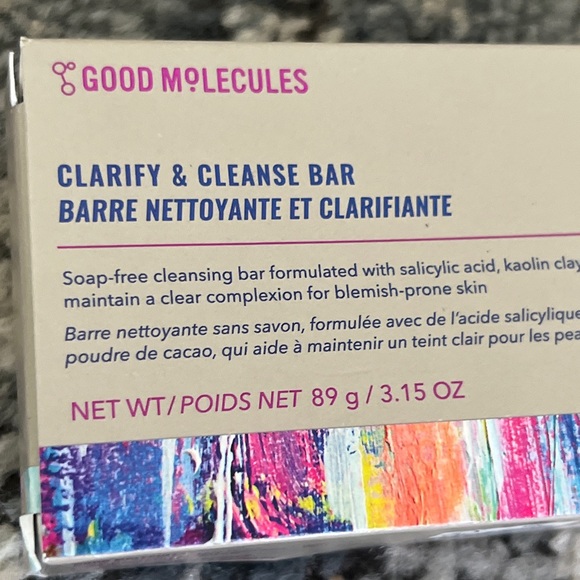 GOOD MOLECULES
CLARIFY & CLEANSE BAR
BARRE NETTOYANTE ET CLARIFIANTE
Soap-free cleansing bar formulated with salicylic acid, kaolin clay
maintain a clear complexion for blemish-prone skin
Barre nettoyante sans savon, formulée avec de l'acide salicylique
poudre de cacao, qui aide à maintenir un teint clair pour les
NET WT/POIDS NET 89 g / 3.15 OZ